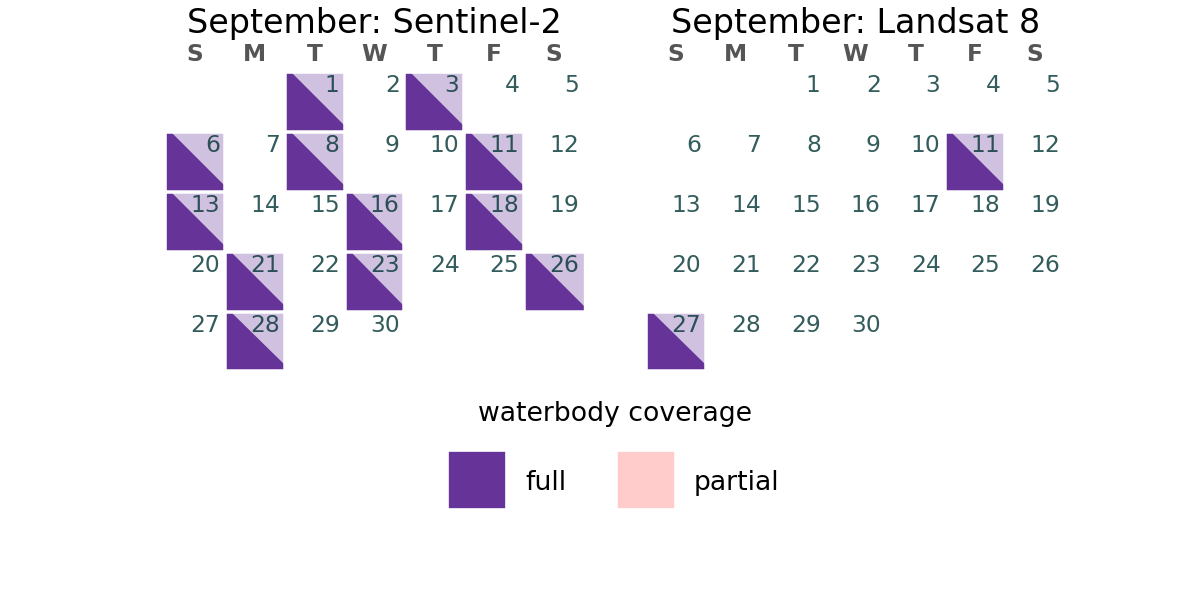 September: Sentinel-2
S M T W T F S
1 2 3 4 5
6 7 8 9 10 11 12
13 14 15 16 17 18 19
20 21 22 23 24 25 26
27 28 29 30
September: Landsat 8
S M T W T F S
1 2 3 4 5
6 7 8 9 10 11 12
13 14 15 16 17 18 19
20 21 22 23 24 25 26
27 28 29 30
waterbody coverage
full
partial